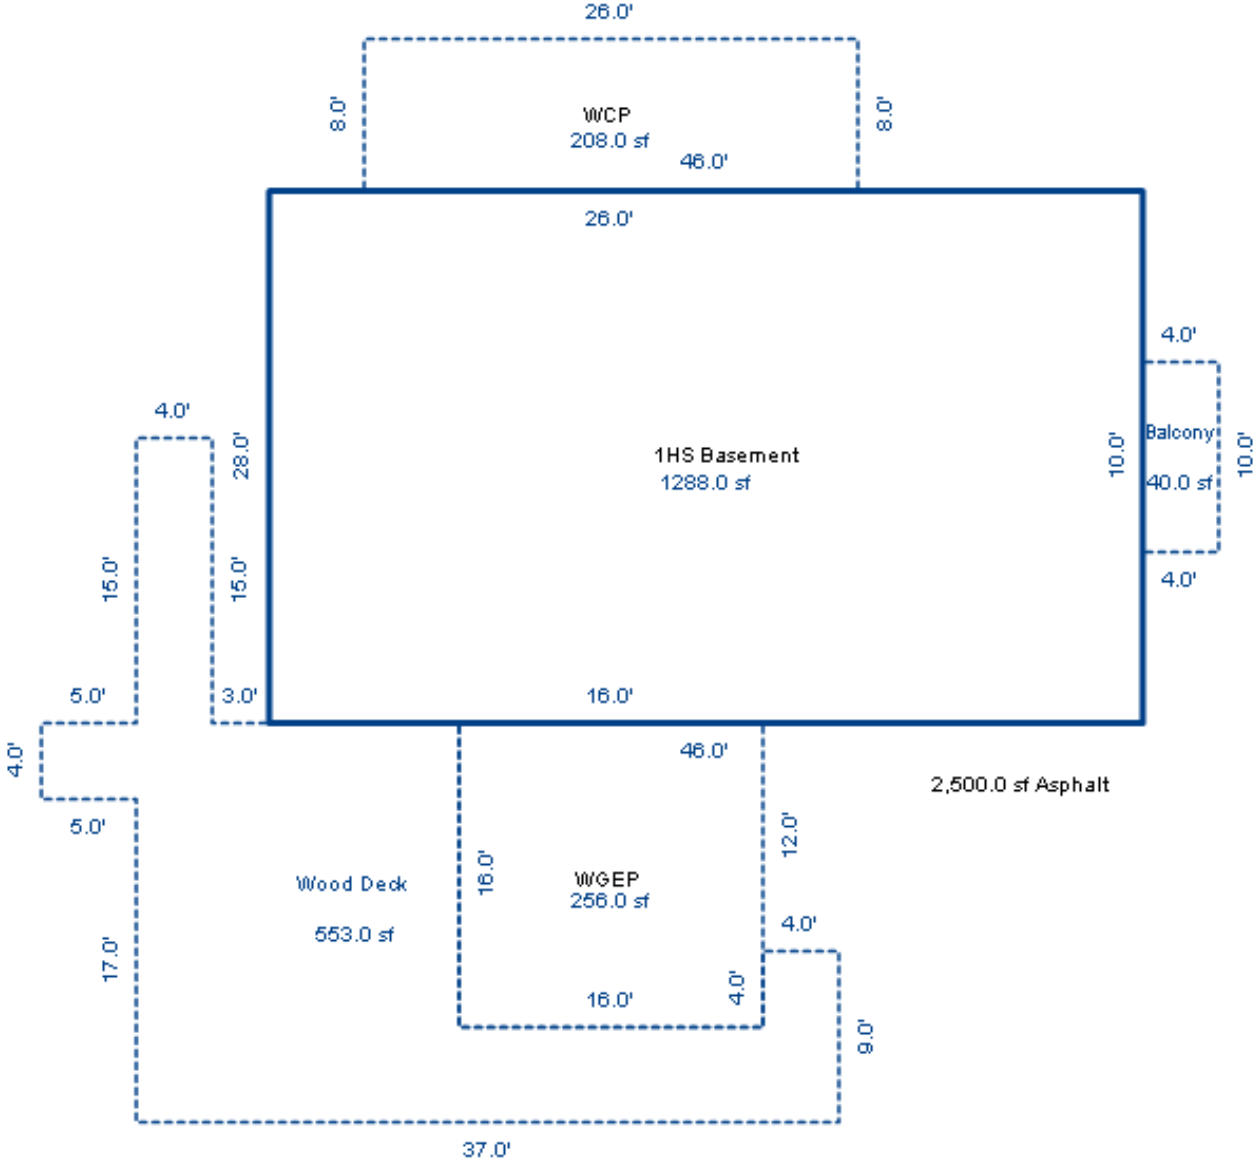 26.0'
8.0'
WCP
8.0'
208.0 sf
46.0'
26.0'
4.0'
4.0'
28.0'
Balcony
10.0'
10.0'
1HS Basement
1288.0 sf
40.0 sf
15.0'
15.0'
4.0'
5.0'
3.0'
16.0'
4.0'
46.0'
2,500.0 sf Asphalt
5.0'
12.0'
Wood Deck
16.0'
WGEP
256.0 sf
553.0 sf
4.0'
17.0'
16.0'
4.0'
9.0'
37.0'